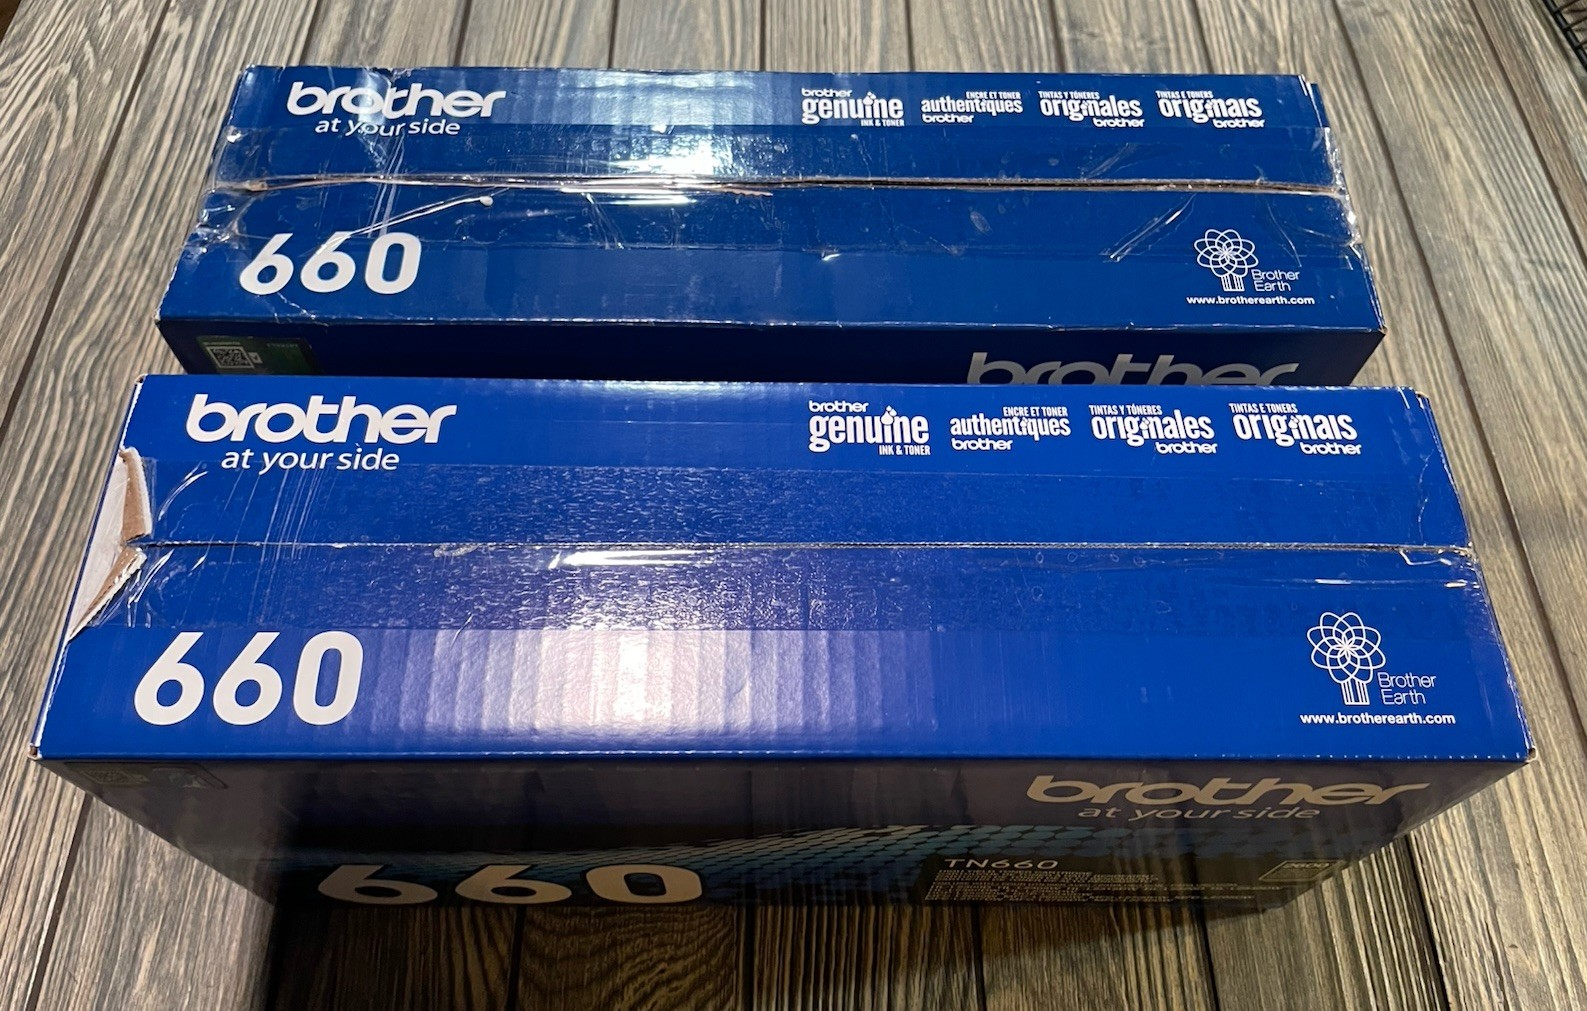 brother
at your side
brother
genuine
INK & TONER
ENCRE ET TONER
authentiques
brother
TINTAS Y TÓNERES
originales
brother
TINTAS E TONERS
originais
brother
660
Brother
Earth
www.brotherearth.com
brother
brother
at your side
brother
genuine
INK & TONER
ENCRE ET TONER
authentiques
brother
TINTAS Y TÓNERES
originales
brother
TINTAS E TONERS
originais
brother
660
Brother
Earth
www.brotherearth.com
brother
at your side
660
TN660